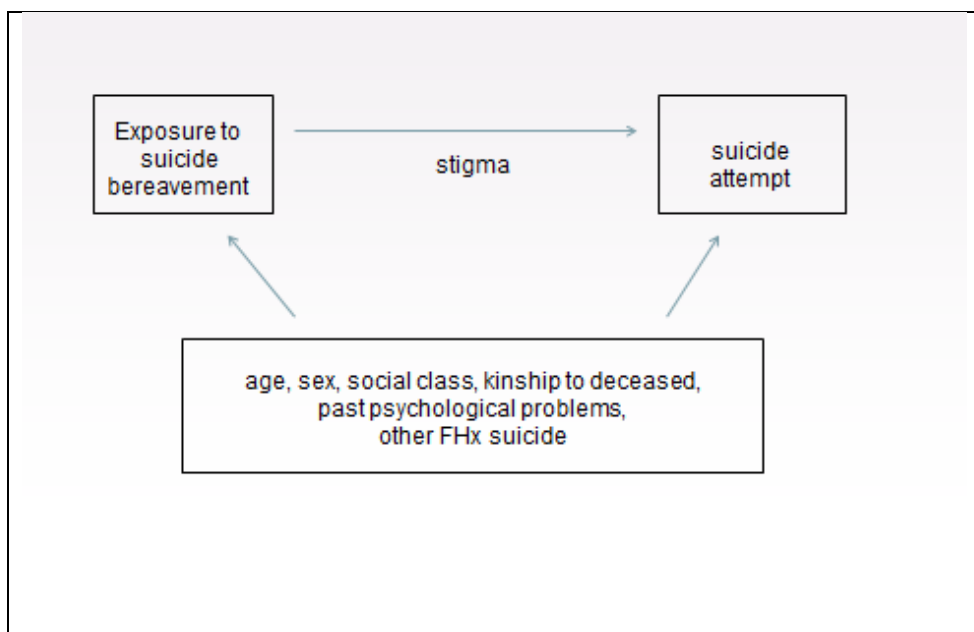 Exposure to
suicide
bereavement
stigma
suicide
attempt
age, sex, social class, kinship to deceased,
past psychological problems,
other FHx suicide